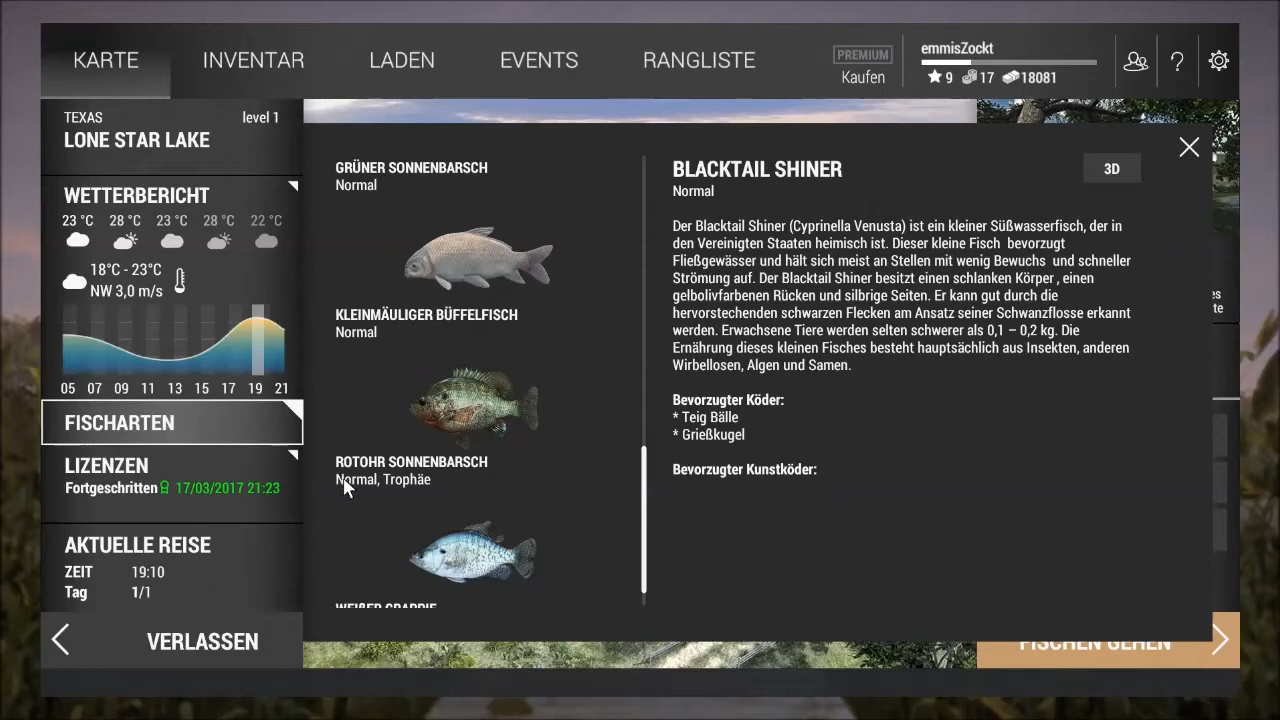 KARTE
INVENTAR
LADEN
EVENTS
RANGLISTE
PREMIUM
Kaufen
emmisZockt
9 17 18081
?
TEXAS level 1
LONE STAR LAKE
WETTERBERICHT
23 °C 28 °C 23 °C 28 °C 22 °C
18°C - 23°C
NW 3,0 m/s
05 07 09 11 13 15 17 19 21
FISCHARTEN
LIZENZEN
Fortgeschritten 17/03/2017 21:23
AKTUELLE REISE
ZEIT 19:10
Tag 1/1
VERLASSEN
GRÜNER SONNENBARSCH
Normal
KLEINMÄULIGER BÜFFELFISCH
Normal
ROTOHR SONNENBARSCH
Normal, Trophäe
WEIßER CRAPPIE
BLACKTAIL SHINER
Normal
3D
Der Blacktail Shiner (Cyprinella Venusta) ist ein kleiner Süßwasserfisch, der in
den Vereinigten Staaten heimisch ist. Dieser kleine Fisch bevorzugt
Fließgewässer und hält sich meist an Stellen mit wenig Bewuchs und schneller
Strömung auf. Der Blacktail Shiner besitzt einen schlanken Körper , einen
gelbolivfarbenen Rücken und silbrige Seiten. Er kann gut durch die
hervorstechenden schwarzen Flecken am Ansatz seiner Schwanzflosse erkannt
werden. Erwachsene Tiere werden selten schwerer als 0,1 – 0,2 kg. Die
Ernährung dieses kleinen Fisches besteht hauptsächlich aus Insekten, anderen
Wirbellosen, Algen und Samen.
Bevorzugter Köder:
* Teig Bälle
* Grießkugel
Bevorzugter Kunstköder:
FISCHEN GEHEN